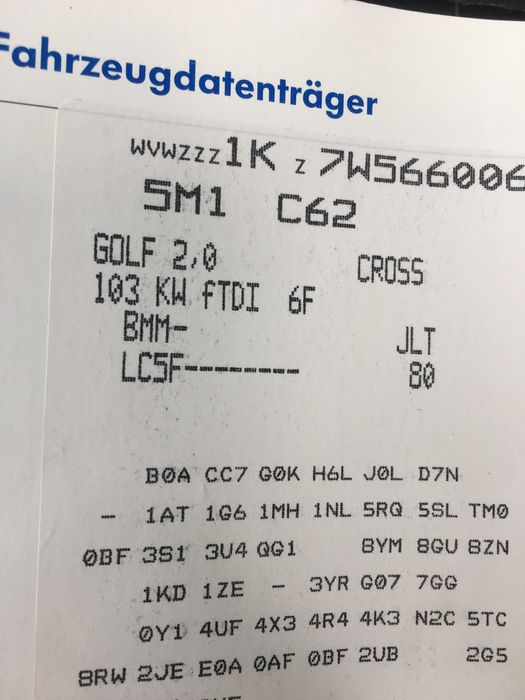 Fahrzeugdatenträger
WVWZZZ1K Z 7W566006
5M1 C62
GOLF 2,0 CROSS
103 KW fTDI 6F
BMM- JLT
LC5F---------- 80
B0A CC7 G0K H6L J0L D7N
- 1AT 1G6 1MH 1NL 5RQ 5SL TM0
0BF 3S1 3U4 QG1 8YM 8GU 8ZN
1KD 1ZE - 3YR G07 7GG
0Y1 4UF 4X3 4R4 4K3 N2C 5TC
8RW 2JE E0A 0AF 0BF 2UB 2G5